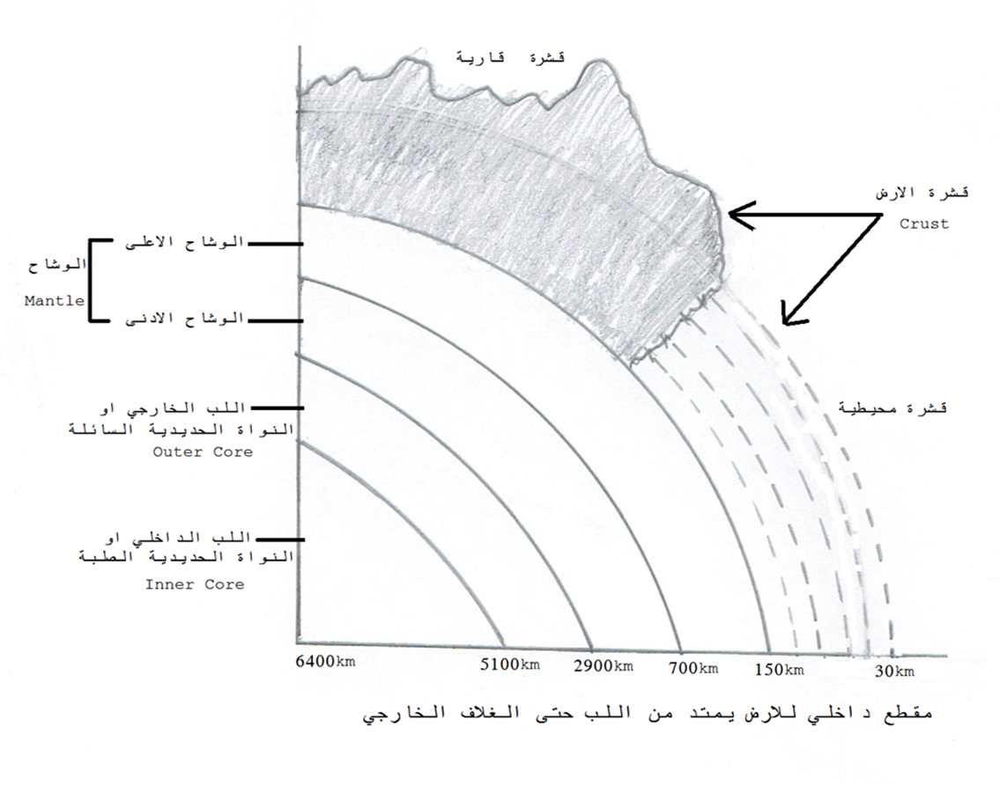 قشرة قارية
قشرة الارض
Crust
الوشاح الاعلى
الوشاح
Mantle
الوشاح الادنى
قشرة محيطية
اللب الخارجي او
النواة الحديدية السائلة
Outer Core
اللب الداخلي او
النواة الحديدية الصلبة
Inner Core
6400km
5100km
2900km
700km
150km
30km
مقطع داخلي للارض يمتد من اللب حتى الغلاف الخارجي